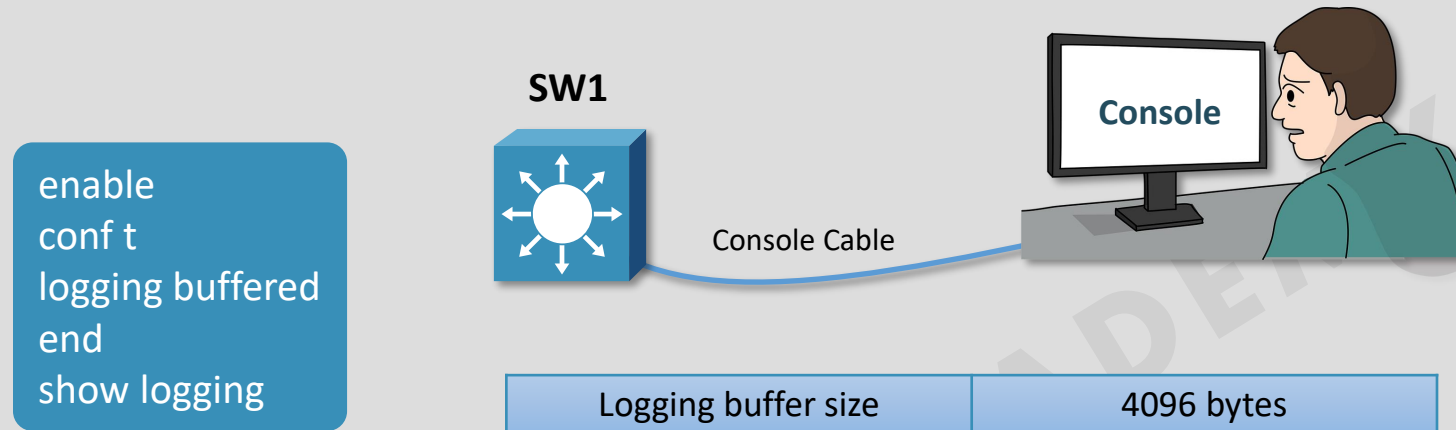 SW1
Console
enable
conf t
logging buffered
end
show logging
Console Cable
Logging buffer size 4096 bytes